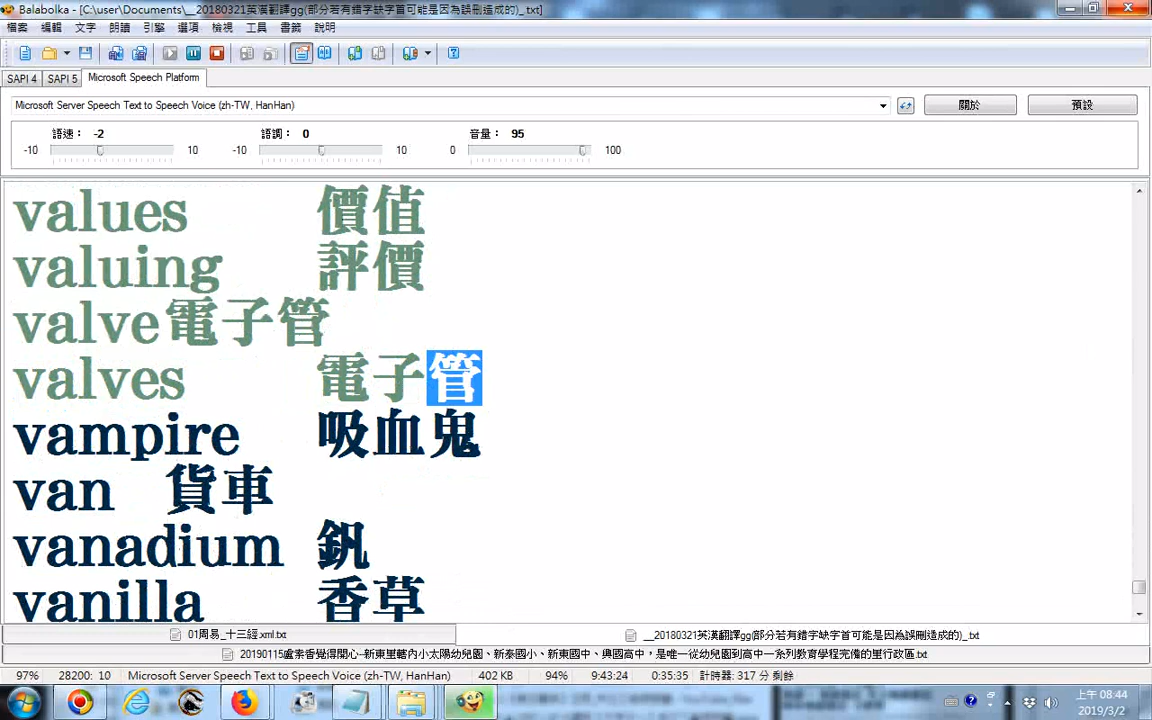 Balabolka - [C:\user\Documents\__20180321英漢翻譯gg(部分若有錯字缺字首可能是因為誤刪造成的)_.txt]
檔案 編輯 文字 朗讀 引擎 選項 檢視 工具 書籤 說明
SAPI 4 SAPI 5 Microsoft Speech Platform
Microsoft Server Speech Text to Speech Voice (zh-TW, HanHan) 關於 預設
語速： -2 語調： 0 音量： 95
-10 10 -10 10 0 100
values 價值
valuing 評價
valve電子管
valves 電子管
vampire 吸血鬼
van 貨車
vanadium 釩
vanilla 香草
01周易_十三經.xml.txt __20180321英漢翻譯gg(部分若有錯字缺字首可能是因為誤刪造成的)_.txt
20190115盧素香覺得開心--新東里轄內小太陽幼兒園、新泰國小、新東國中、興國高中，是唯一從幼兒園到高中一系列教育學程完備的里行政區.txt
97% 28200: 10 Microsoft Server Speech Text to Speech Voice (zh-TW, HanHan) 402 KB 94% 9:43:24 0:35:35 計時器: 317 分 剩餘
上午 08:44
2019/3/2